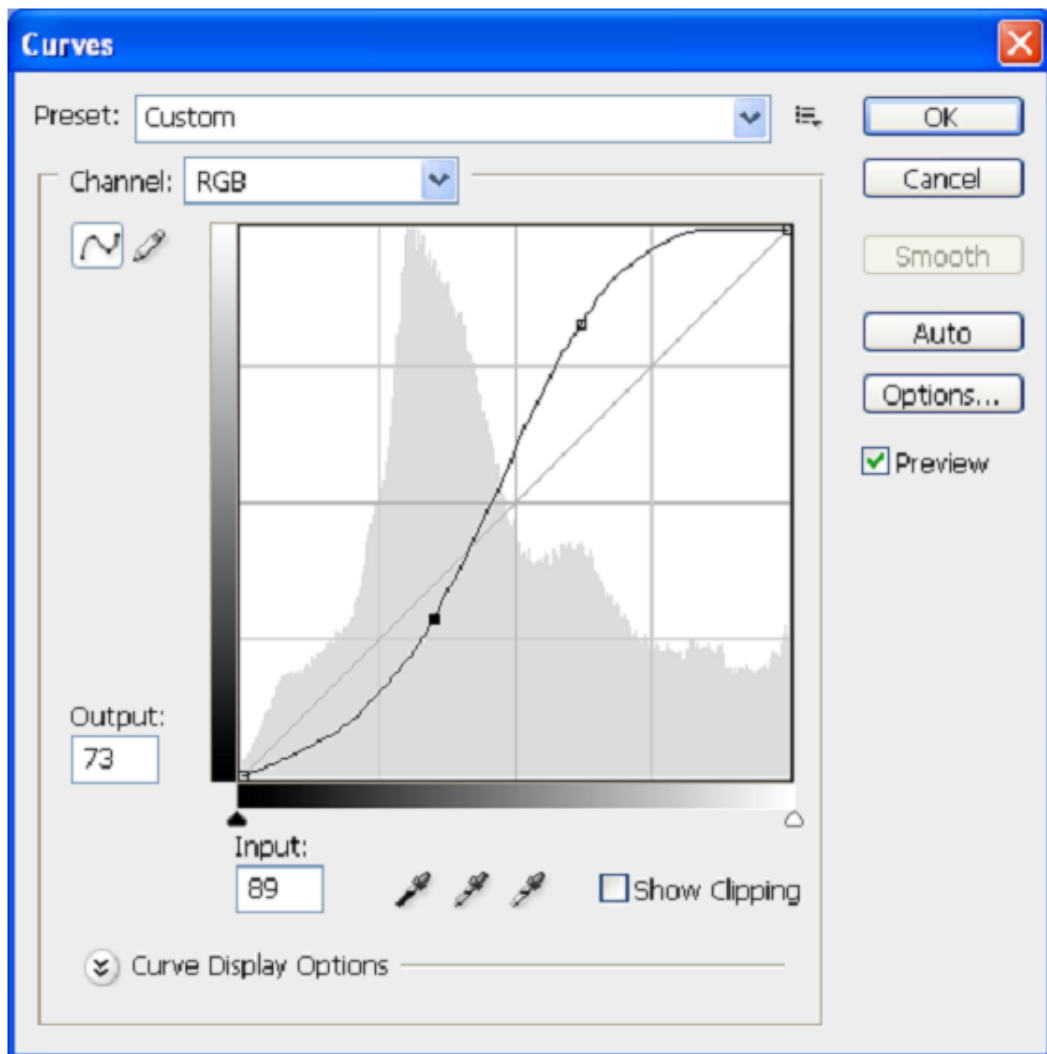 Curves
Preset: Custom
OK
Channel: RGB
Cancel
Smooth
Auto
Options...
Preview
Output:
73
Input:
89
Show Clipping
Curve Display Options